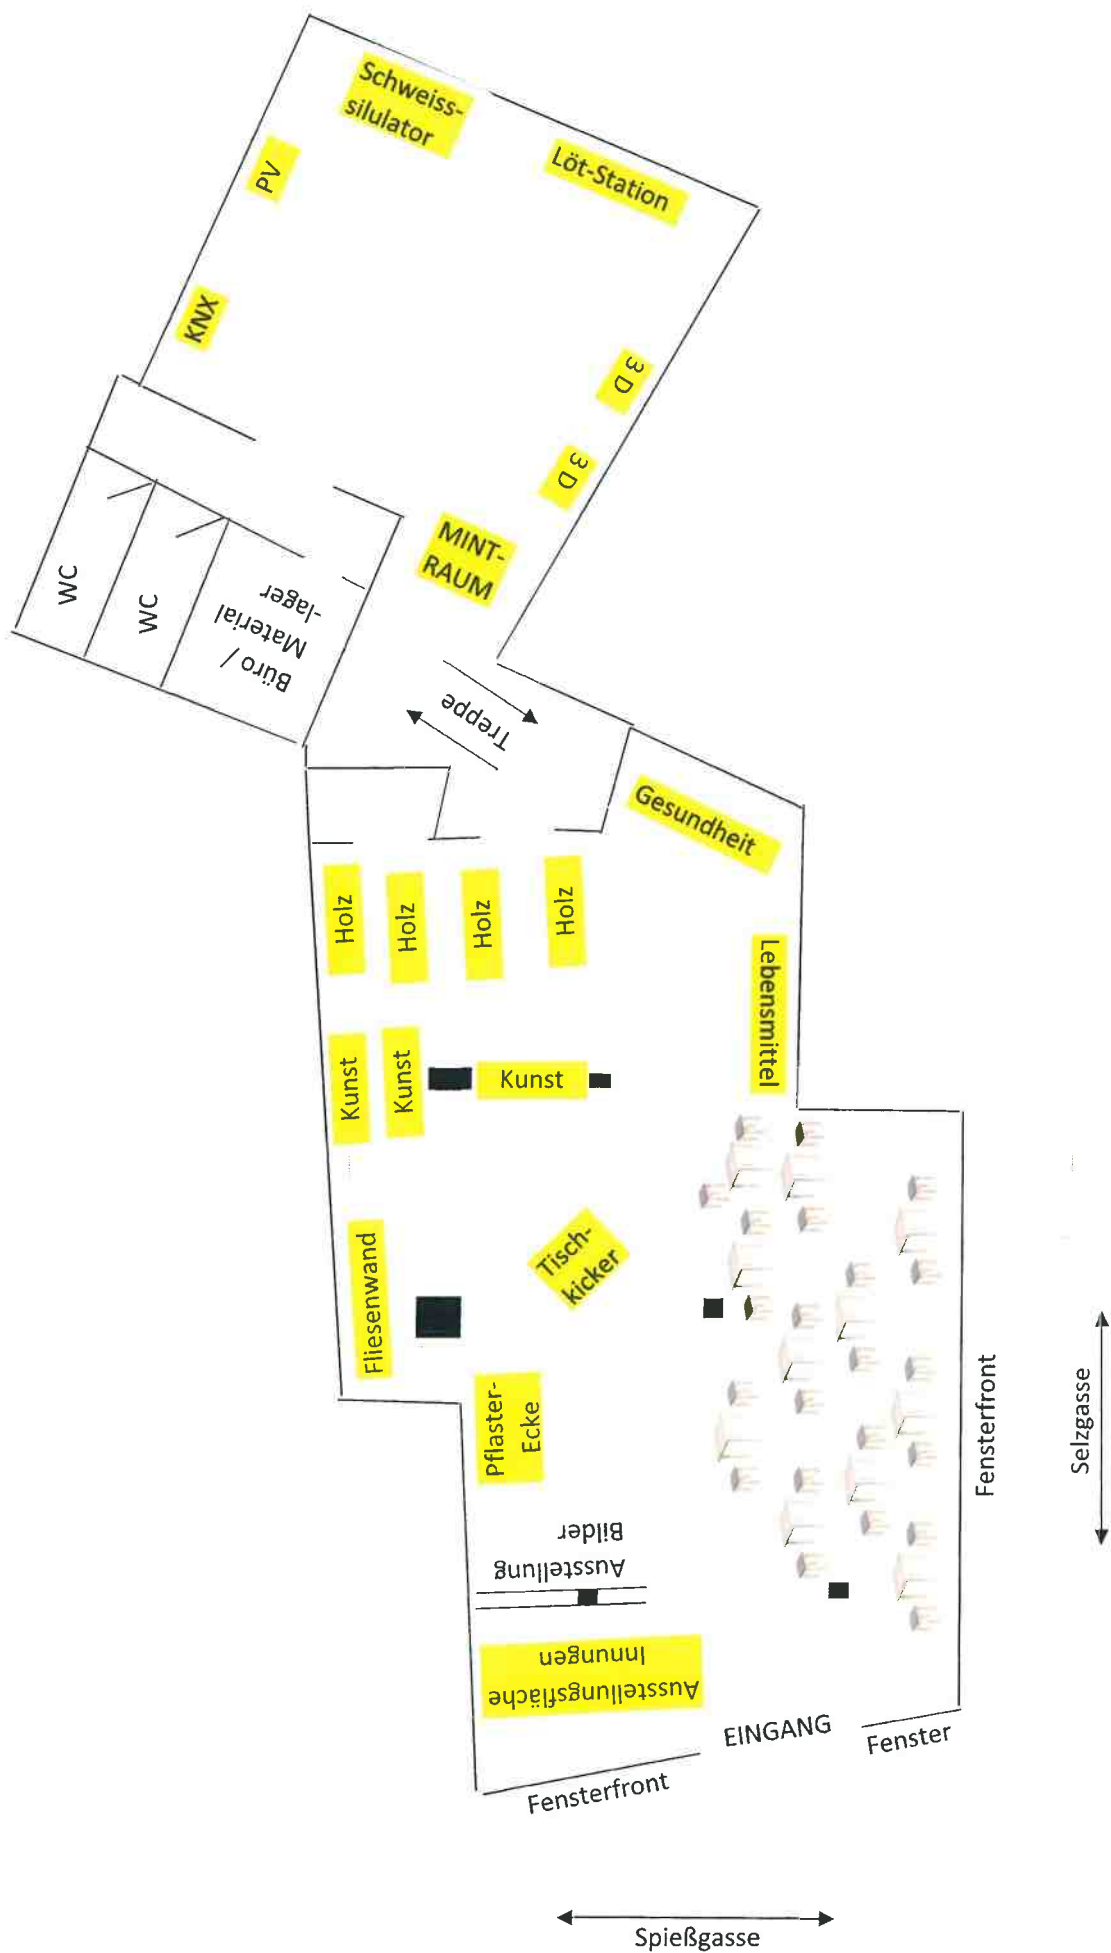 Schweiss-
silulator
Löt-Station
PV
KNX
3 D
3 D
MINT-
RAUM
WC
WC
Büro /
Material
-lager
Treppe
Gesundheit
Holz
Holz
Holz
Holz
Lebensmittel
Kunst
Kunst
Kunst
Fliesenwand
Tisch-
kicker
Pflaster-
Ecke
Fensterfront
Selzgasse
Ausstellung
Bilder
Ausstellungsfläche
Innungen
EINGANG
Fenster
Fensterfront
Spießgasse